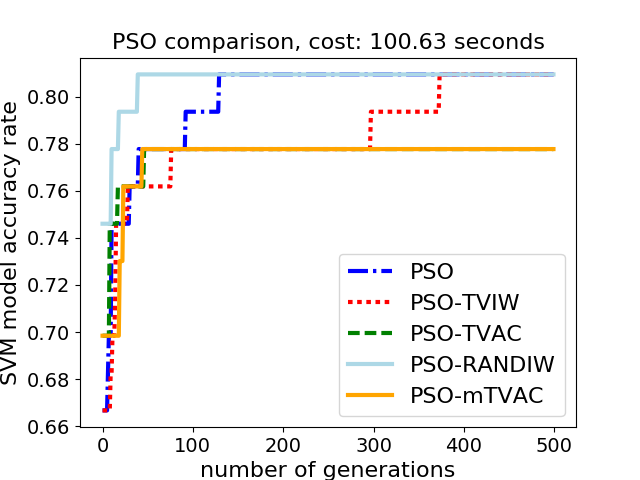 PSO comparison, cost: 100.63 seconds
SVM model accuracy rate
0.80
0.78
0.76
0.74
0.72
0.70
0.68
0.66
PSO
PSO-TVIW
PSO-TVAC
PSO-RANDIW
PSO-mTVAC
0 100 200 300 400 500
number of generations